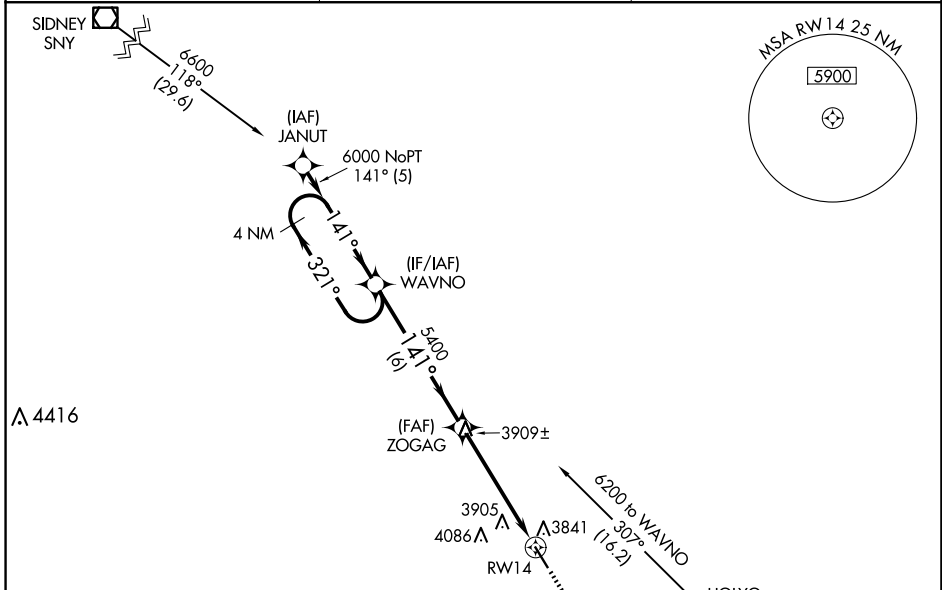 SIDNEY
SNY
6600
118°
(29.6)
MSA RW14 25 NM
5900
(IAF)
JANUT
6000 NoPT
141° (5)
4 NM
141°
321°
(IF/IAF)
WAVNO
5400
141°
(6)
4416
(FAF)
ZOGAG
3909±
3905
4086
3841
RW14
6200 to WAVNO
307°
(16.2)